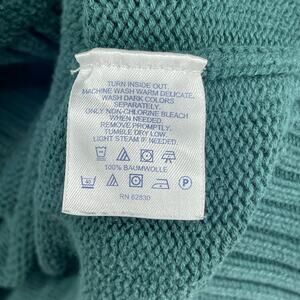 TURN INSIDE OUT.
MACHINE WASH WARM DELICATE.
WASH DARK COLORS
SEPARATELY.
ONLY NON-CHLORINE BLEACH
WHEN NEEDED.
REMOVE PROMPTLY.
TUMBLE DRY LOW.
LIGHT STEAM IF NEEDED.
100% BAUMWOLLE
40 P
RN 62830